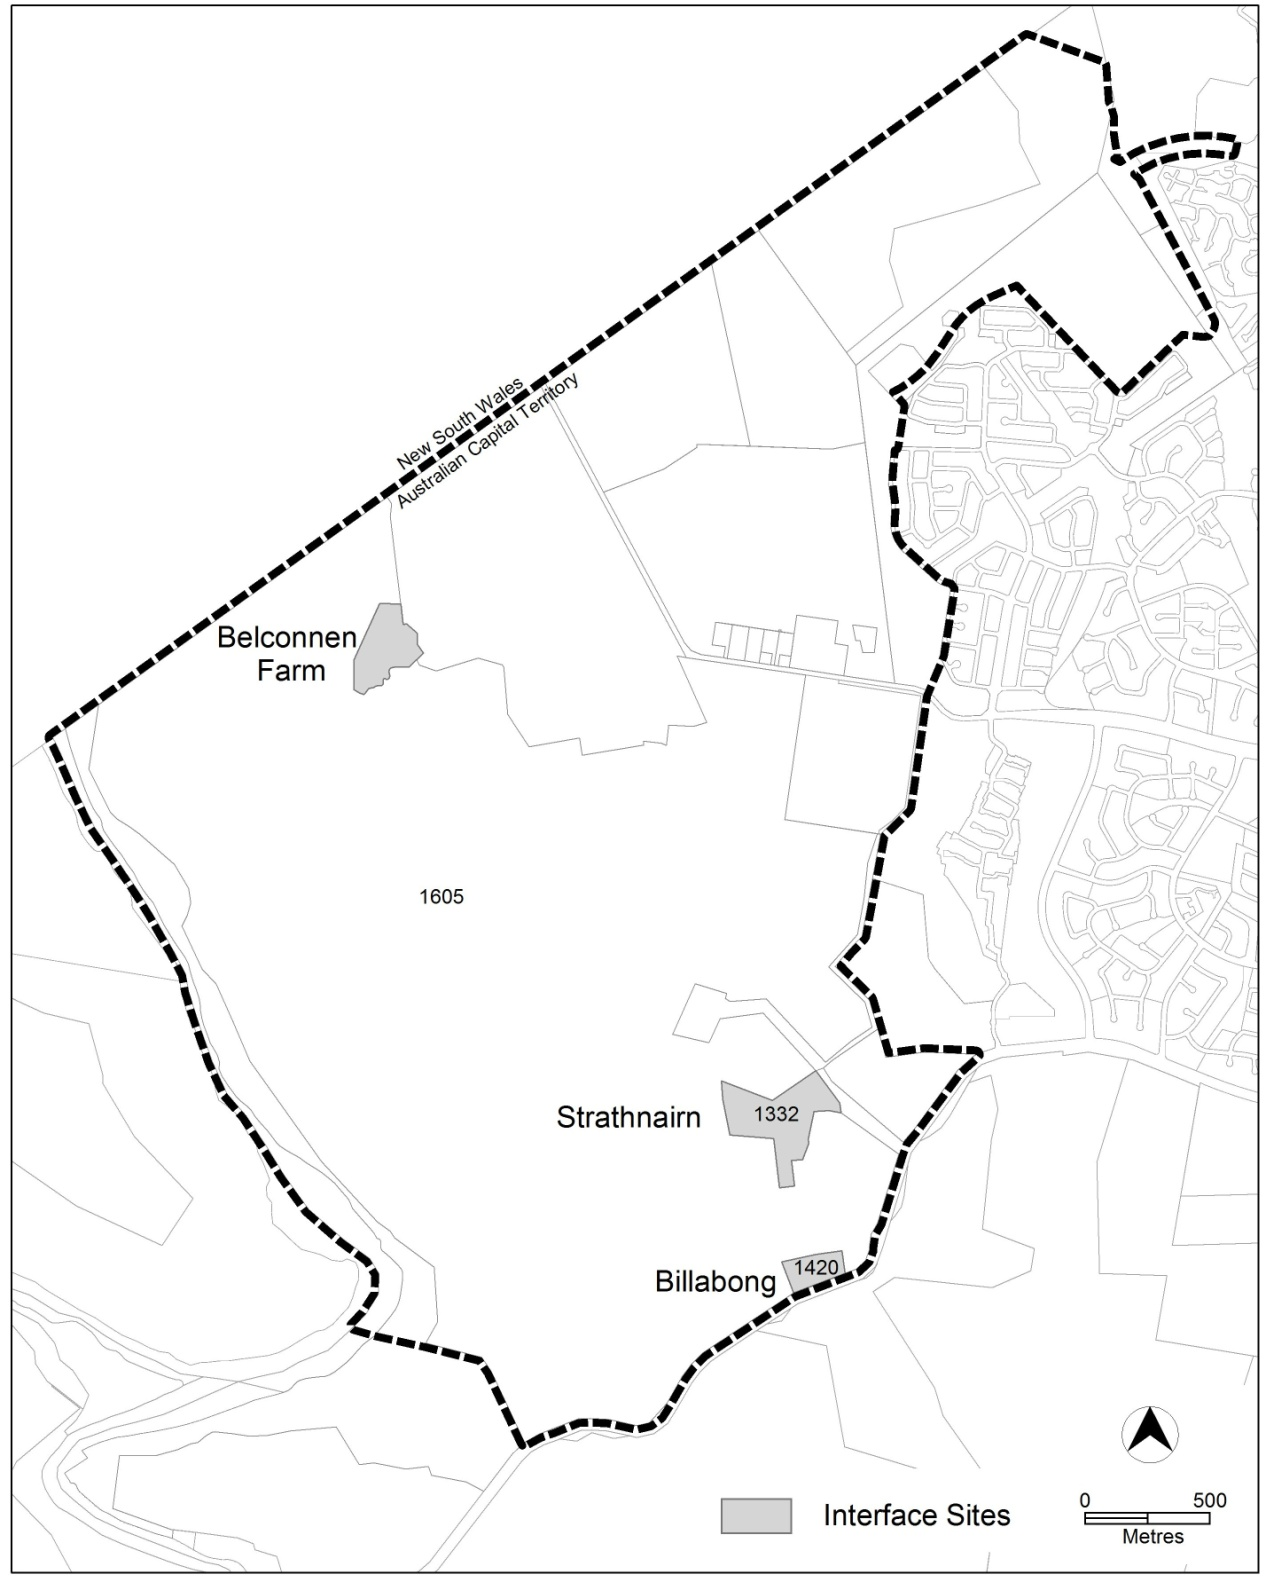 New South Wales
Australian Capital Territory
Belconnen
Farm
1605
Strathnairn
1332
Billabong
1420
Interface Sites
0 500
Metres